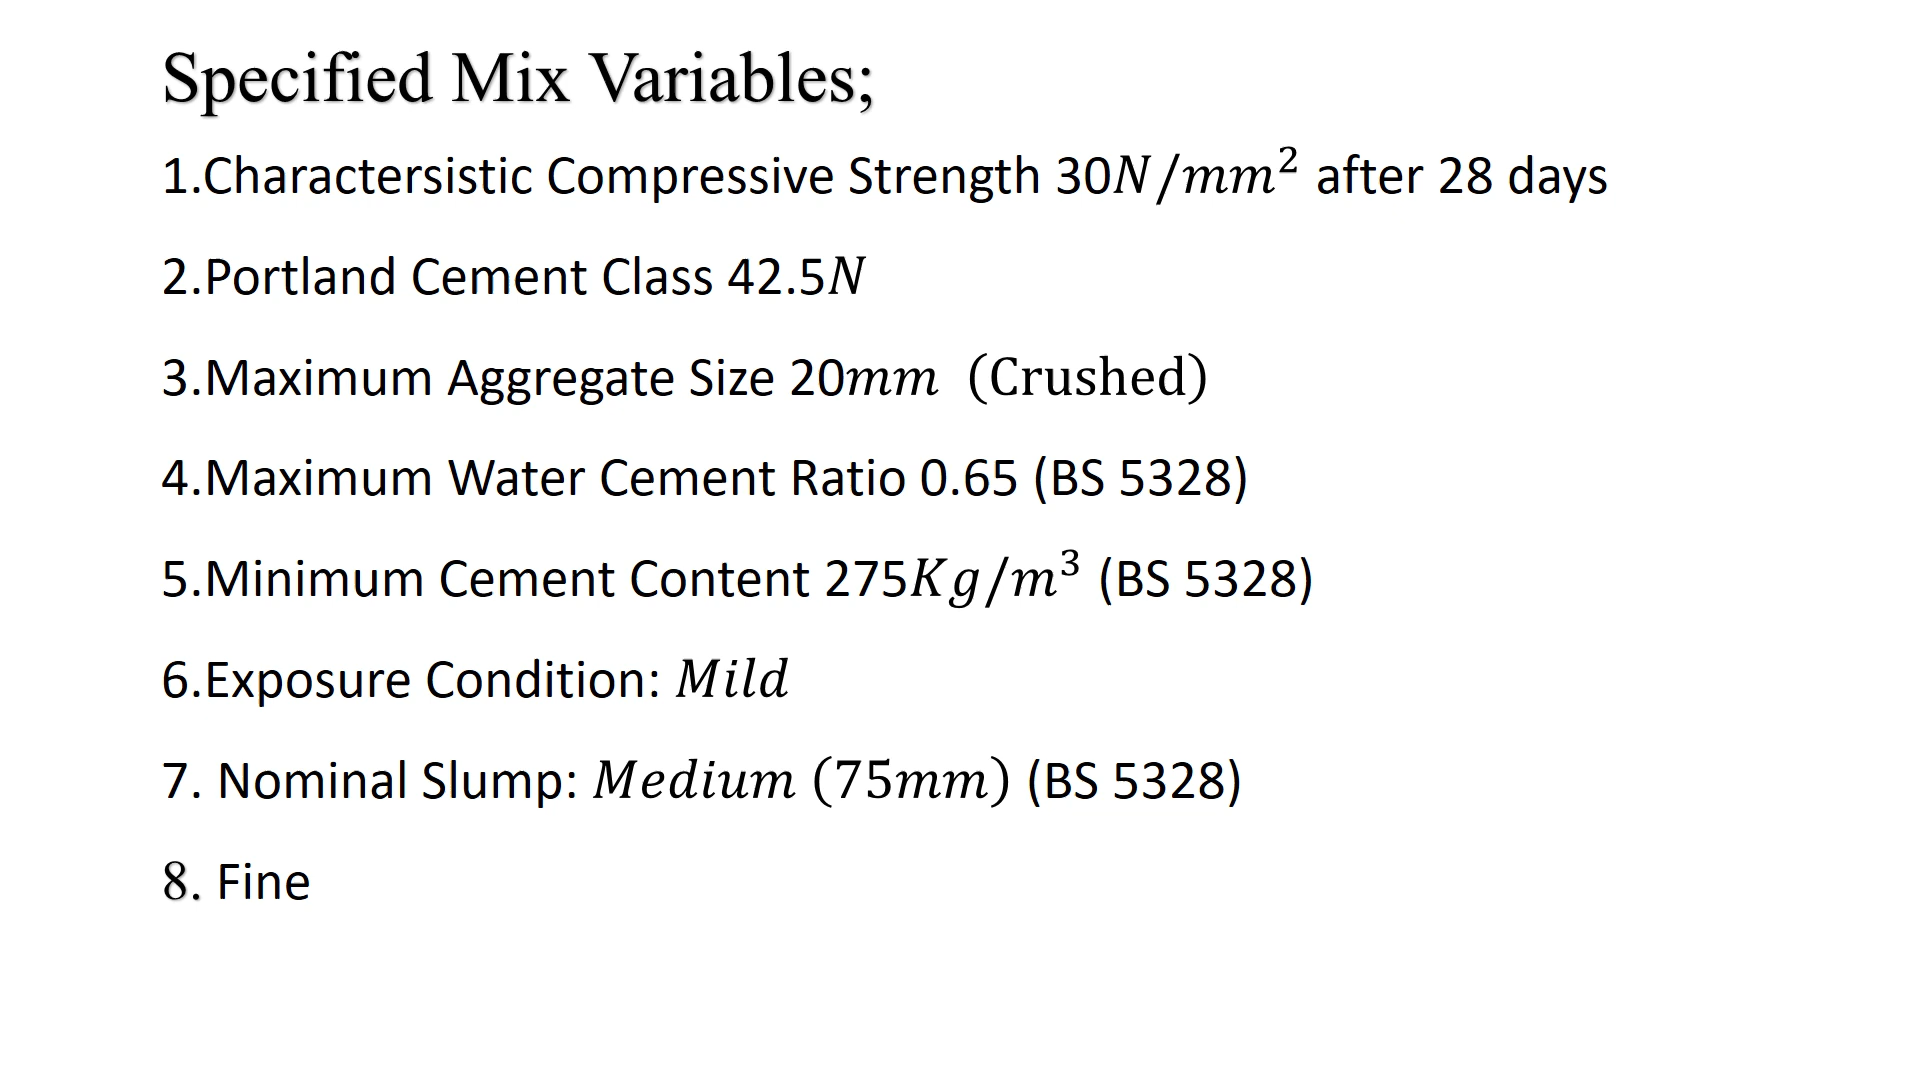 Specified Mix Variables;
1.Charactersistic Compressive Strength 30N/mm² after 28 days
2.Portland Cement Class 42.5N
3.Maximum Aggregate Size 20mm (Crushed)
4.Maximum Water Cement Ratio 0.65 (BS 5328)
5.Minimum Cement Content 275Kg/m³ (BS 5328)
6.Exposure Condition: Mild
7. Nominal Slump: Medium (75mm) (BS 5328)
8. Fine